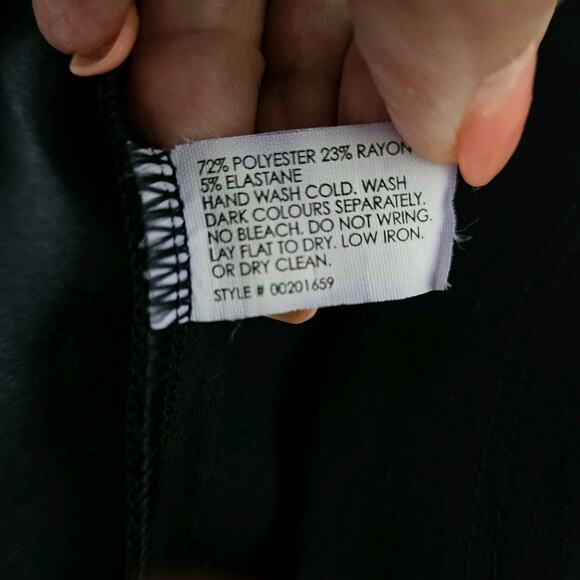 72% POLYESTER 23% RAYON
5% ELASTANE
HAND WASH COLD. WASH
DARK COLOURS SEPARATELY.
NO BLEACH. DO NOT WRING.
LAY FLAT TO DRY. LOW IRON.
OR DRY CLEAN.
STYLE # 00201659